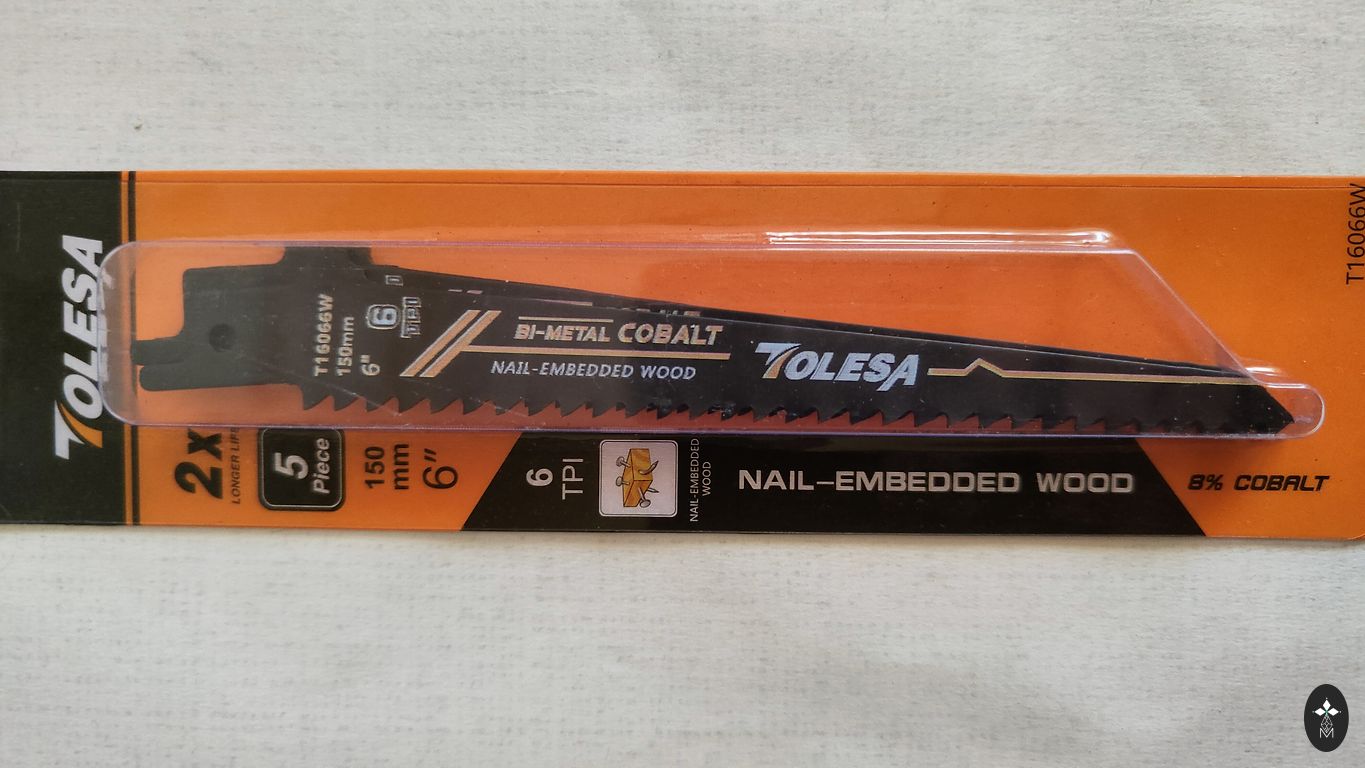 TOLESA
T16066W
T16066W
150mm
6"
6
TPI
BI-METAL COBALT
NAIL-EMBEDDED WOOD
TOLESA
2x
LONGER LIFE
5
Piece
150
mm
6"
6
TPI
NAIL-EMBEDDED
WOOD
NAIL-EMBEDDED WOOD
8% COBALT
M